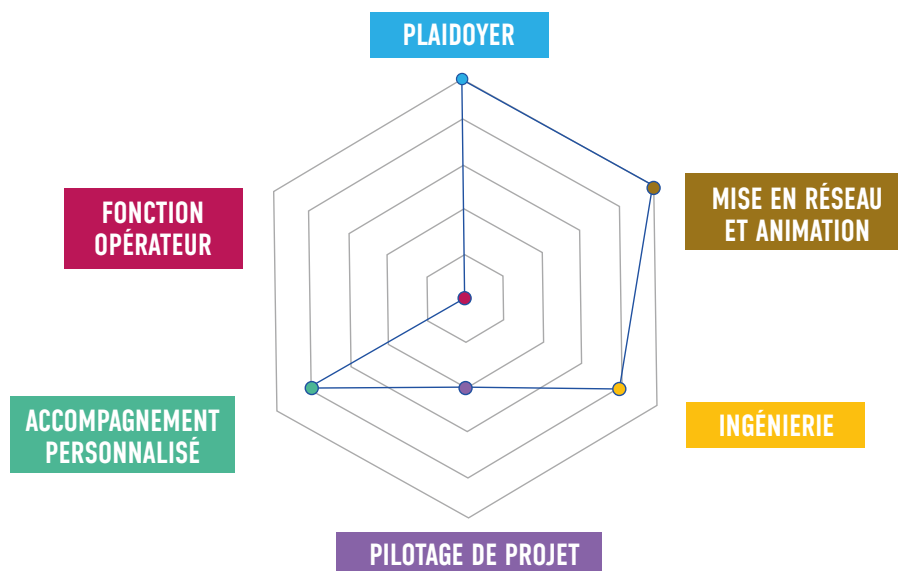 PLAIDOYER
FONCTION
OPÉRATEUR
MISE EN RÉSEAU
ET ANIMATION
ACCOMPAGNEMENT
PERSONNALISÉ
INGÉNIERIE
PILOTAGE DE PROJET